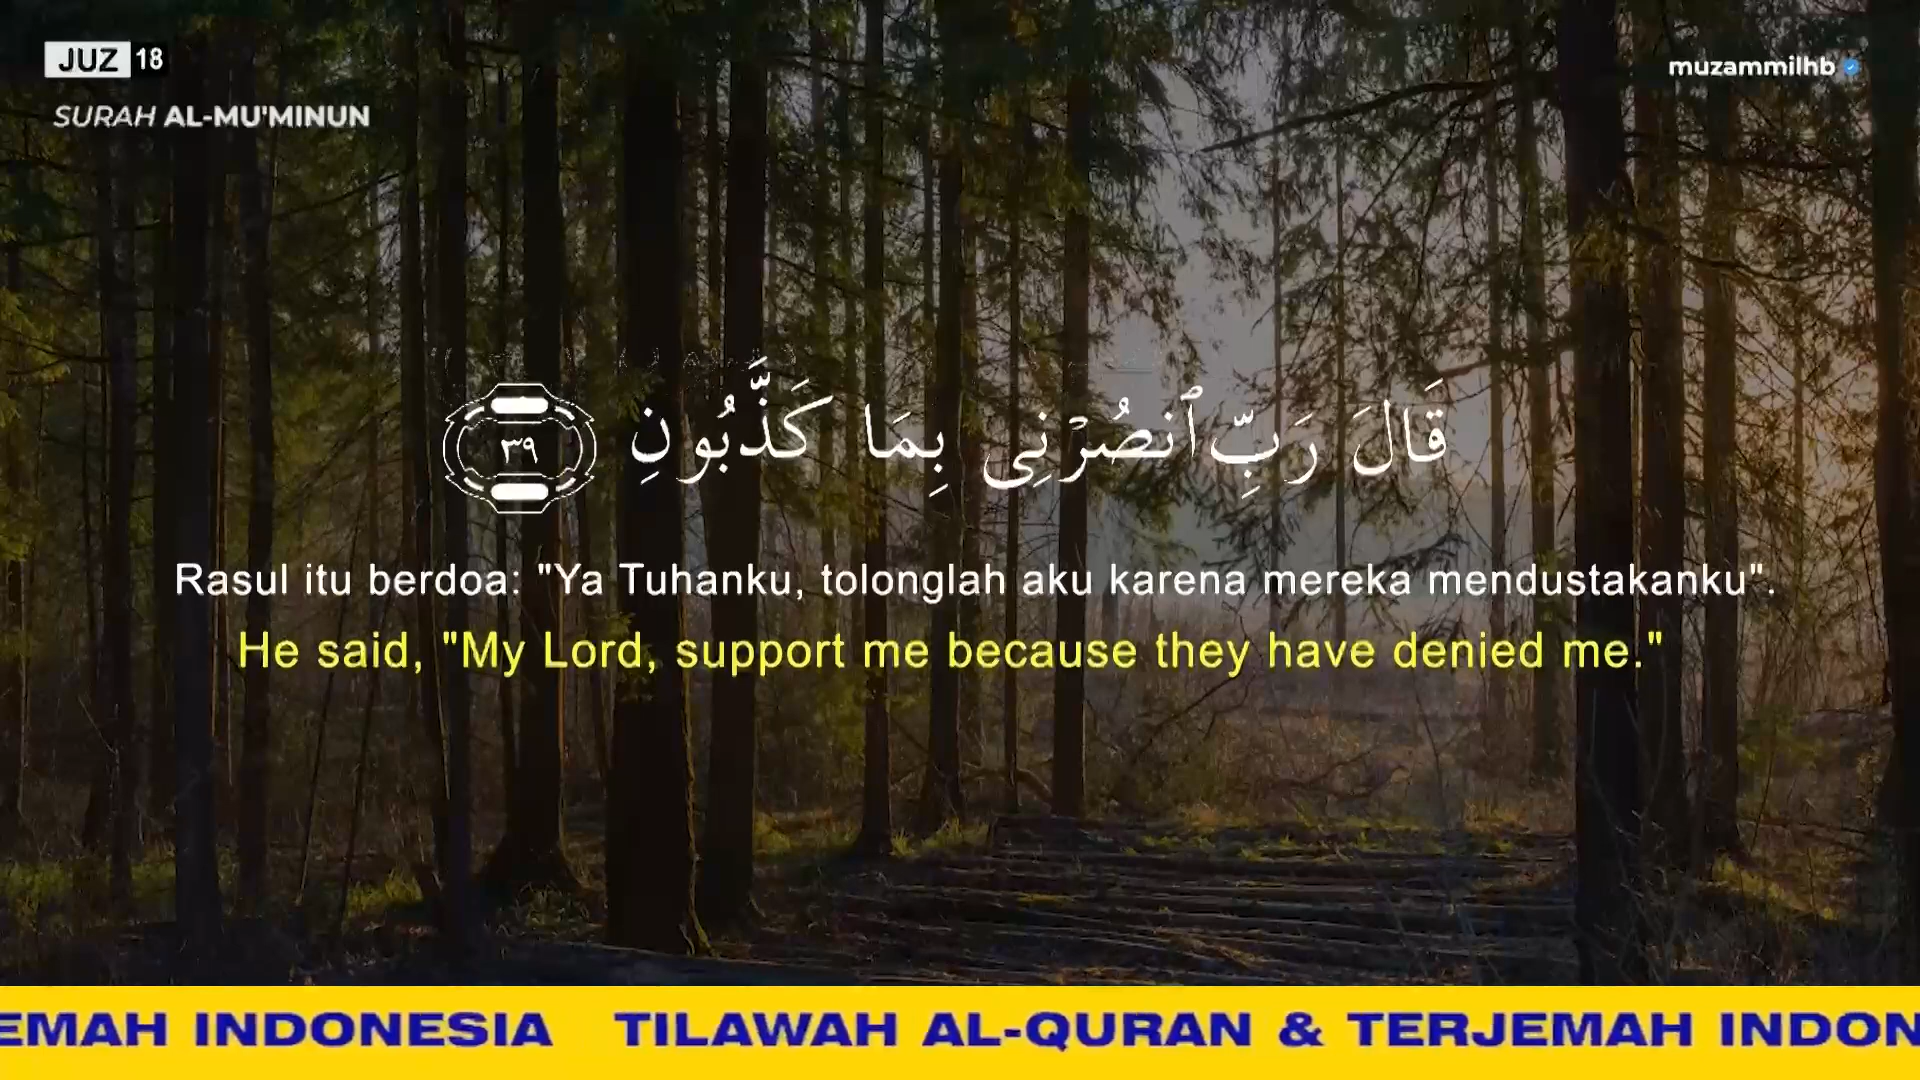 JUZ 18
muzammilhb
SURAH AL-MU'MINUN
قَالَ رَبِّ ٱنصُرْنِى بِمَا كَذَّبُونِ ٣٩
Rasul itu berdoa: "Ya Tuhanku, tolonglah aku karena mereka mendustakanku".
He said, "My Lord, support me because they have denied me."
EMAH INDONESIA TILAWAH AL-QURAN & TERJEMAH INDON